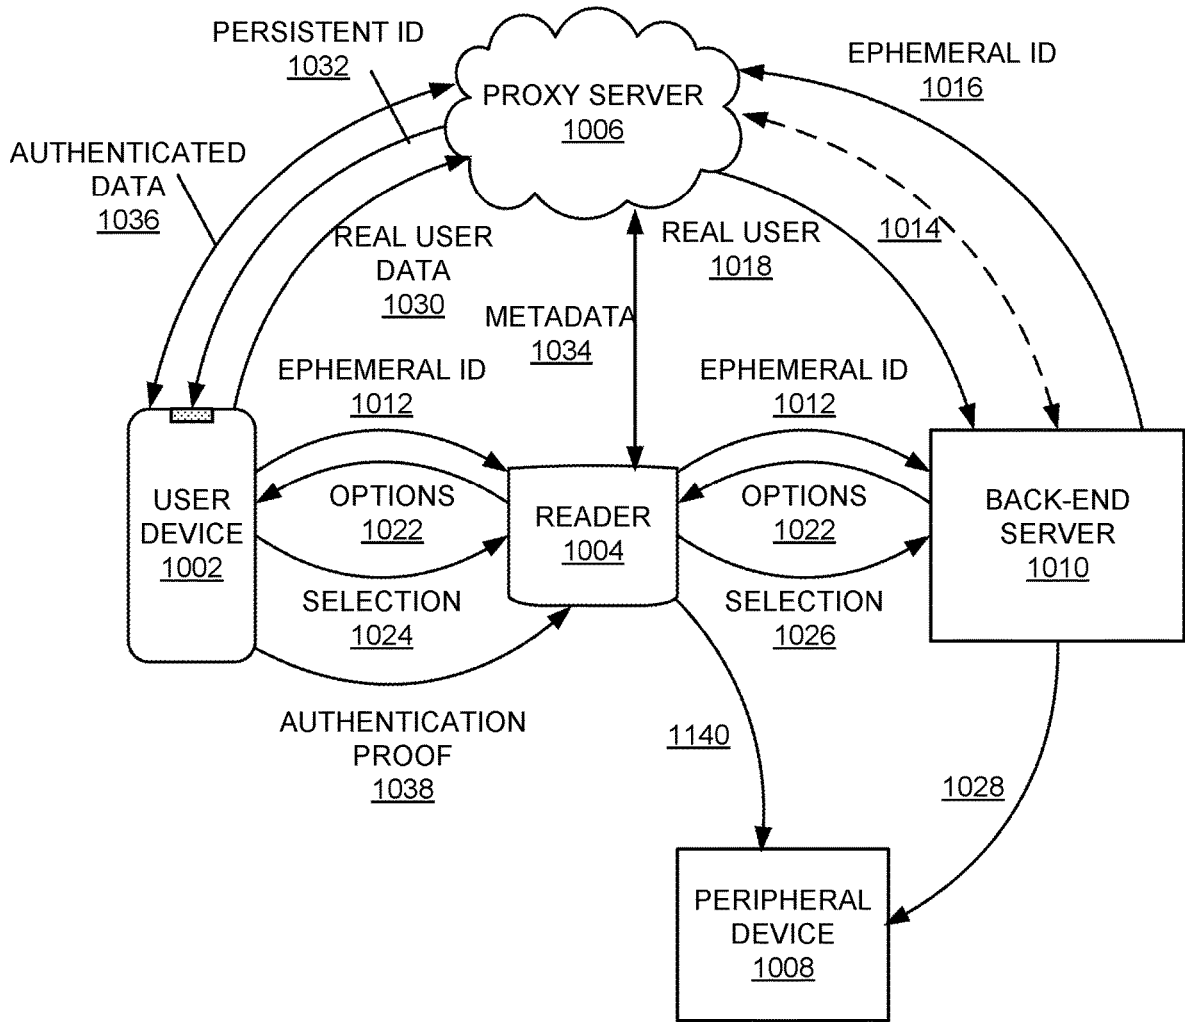 PERSISTENT ID
1032
EPHEMERAL ID
1016
PROXY SERVER
1006
AUTHENTICATED
DATA
1036
REAL USER
DATA
1030
REAL USER
1018
1014
METADATA
1034
EPHEMERAL ID
1012
EPHEMERAL ID
1012
USER
DEVICE
1002
OPTIONS
1022
READER
1004
OPTIONS
1022
BACK-END
SERVER
1010
SELECTION
1024
SELECTION
1026
AUTHENTICATION
PROOF
1038
1140
1028
PERIPHERAL
DEVICE
1008